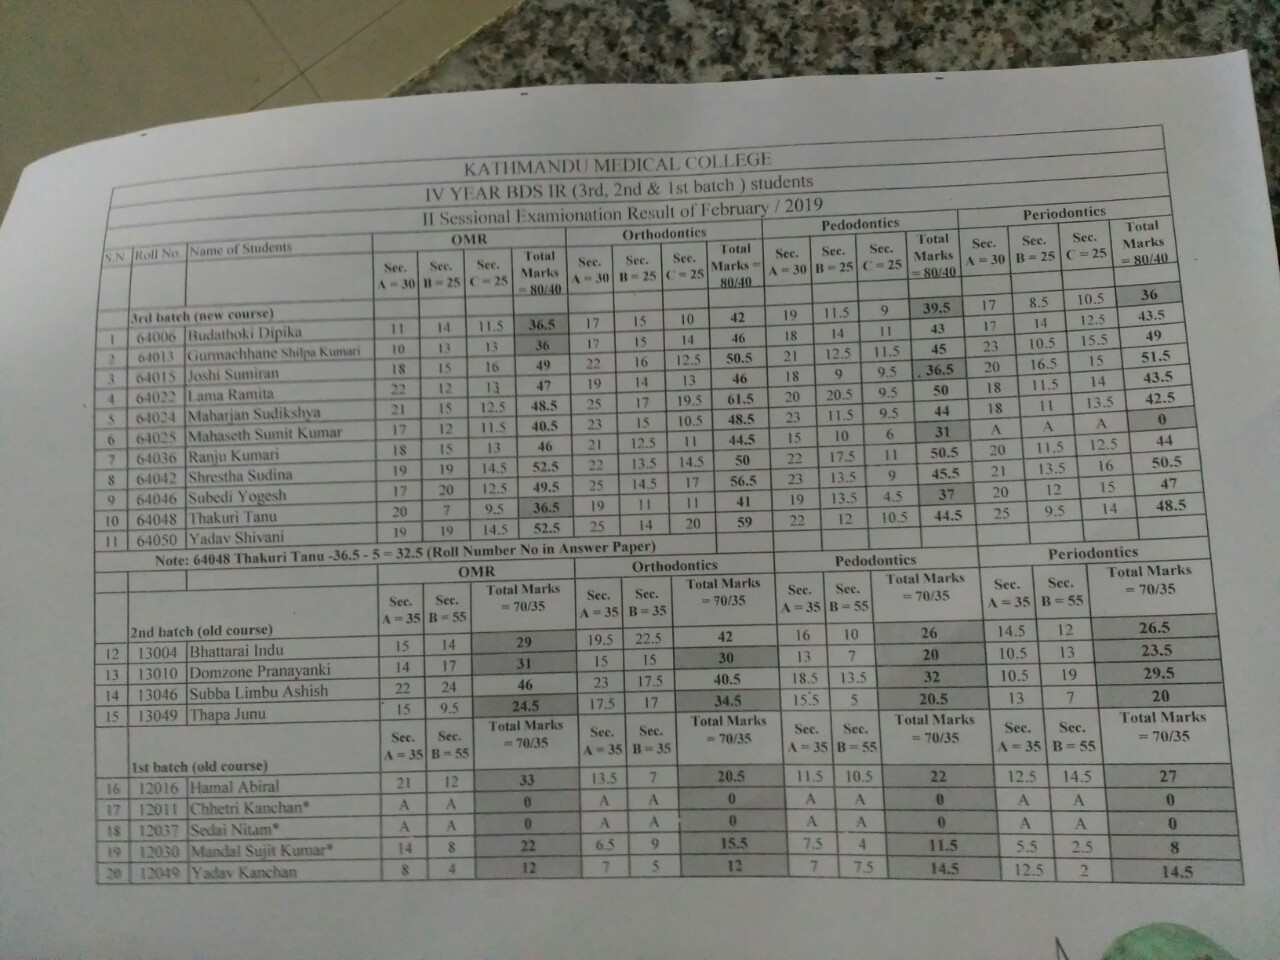 KATHMANDU MEDICAL COLLEGE
IV YEAR BDS IR (3rd, 2nd & 1st batch ) students
II Sessional Examionation Result of February / 2019
S.N. Roll No. Name of Students OMR Orthodontics Pedodontics Periodontics
Sec. A = 30 Sec. B = 25 Sec. C = 25 Total Marks = 80/40 Sec. A = 30 Sec. B = 25 Sec. C = 25 Total Marks = 80/40 Sec. A = 30 Sec. B = 25 Sec. C = 25 Total Marks = 80/40 Sec. A = 30 Sec. B = 25 Sec. C = 25 Total Marks = 80/40
3rd batch (new course)
1 64006 Budathoki Dipika 11 14 11.5 36.5 17 15 10 42 19 11.5 9 39.5 17 8.5 10.5 36
2 64013 Gurmachhane Shilpa Kumari 10 13 13 36 17 15 14 46 18 14 11 43 17 14 12.5 43.5
3 64015 Joshi Sumiran 18 15 16 49 22 16 12.5 50.5 21 12.5 11.5 45 23 10.5 15.5 49
4 64022 Lama Ramita 22 12 13 47 19 14 13 46 18 9 9.5 36.5 20 16.5 15 51.5
5 64024 Maharjan Sudikshya 21 15 12.5 48.5 25 17 19.5 61.5 20 20.5 9.5 50 18 11.5 14 43.5
6 64025 Mahaseth Sumit Kumar 17 12 11.5 40.5 23 15 10.5 48.5 23 11.5 9.5 44 18 11 13.5 42.5
7 64036 Ranju Kumari 18 15 13 46 21 12.5 11 44.5 15 10 6 31 A A A 0
8 64042 Shrestha Sudina 19 19 14.5 52.5 22 13.5 14.5 50 22 17.5 11 50.5 20 11.5 12.5 44
9 64046 Subedi Yogesh 17 20 12.5 49.5 25 14.5 17 56.5 23 13.5 9 45.5 21 13.5 16 50.5
10 64048 Thakuri Tanu 20 7 9.5 36.5 19 11 11 41 19 13.5 4.5 37 20 12 15 47
11 64050 Yadav Shivani 19 19 14.5 52.5 25 14 20 59 22 12 10.5 44.5 25 9.5 14 48.5
Note: 64048 Thakuri Tanu -36.5 - 5 = 32.5 (Roll Number No in Answer Paper)
OMR Orthodontics Pedodontics Periodontics
Sec. A = 35 Sec. B = 55 Total Marks = 70/35 Sec. A = 35 Sec. B = 35 Total Marks = 70/35 Sec. A = 35 Sec. B = 55 Total Marks = 70/35 Sec. A = 35 Sec. B = 55 Total Marks = 70/35
2nd batch (old course)
12 13004 Bhattarai Indu 15 14 29 19.5 22.5 42 16 10 26 14.5 12 26.5
13 13010 Domzone Pranayanki 14 17 31 15 15 30 13 7 20 10.5 13 23.5
14 13046 Subba Limbu Ashish 22 24 46 23 17.5 40.5 18.5 13.5 32 10.5 19 29.5
15 13049 Thapa Junu 15 9.5 24.5 17.5 17 34.5 15.5 5 20.5 13 7 20
Sec. A = 35 Sec. B = 55 Total Marks = 70/35 Sec. A = 35 Sec. B = 35 Total Marks = 70/35 Sec. A = 35 Sec. B = 55 Total Marks = 70/35 Sec. A = 35 Sec. B = 55 Total Marks = 70/35
1st batch (old course)
16 12016 Hamal Abiral 21 12 33 13.5 7 20.5 11.5 10.5 22 12.5 14.5 27
17 12011 Chhetri Kanchan* A A 0 A A 0 A A 0 A A 0
18 12037 Sedai Nitam* A A 0 A A 0 A A 0 A A 0
19 12030 Mandal Sujit Kumar* 14 8 22 6.5 9 15.5 7.5 4 11.5 5.5 2.5 8
20 12049 Yadav Kanchan 8 4 12 7 5 12 7 7.5 14.5 12.5 2 14.5